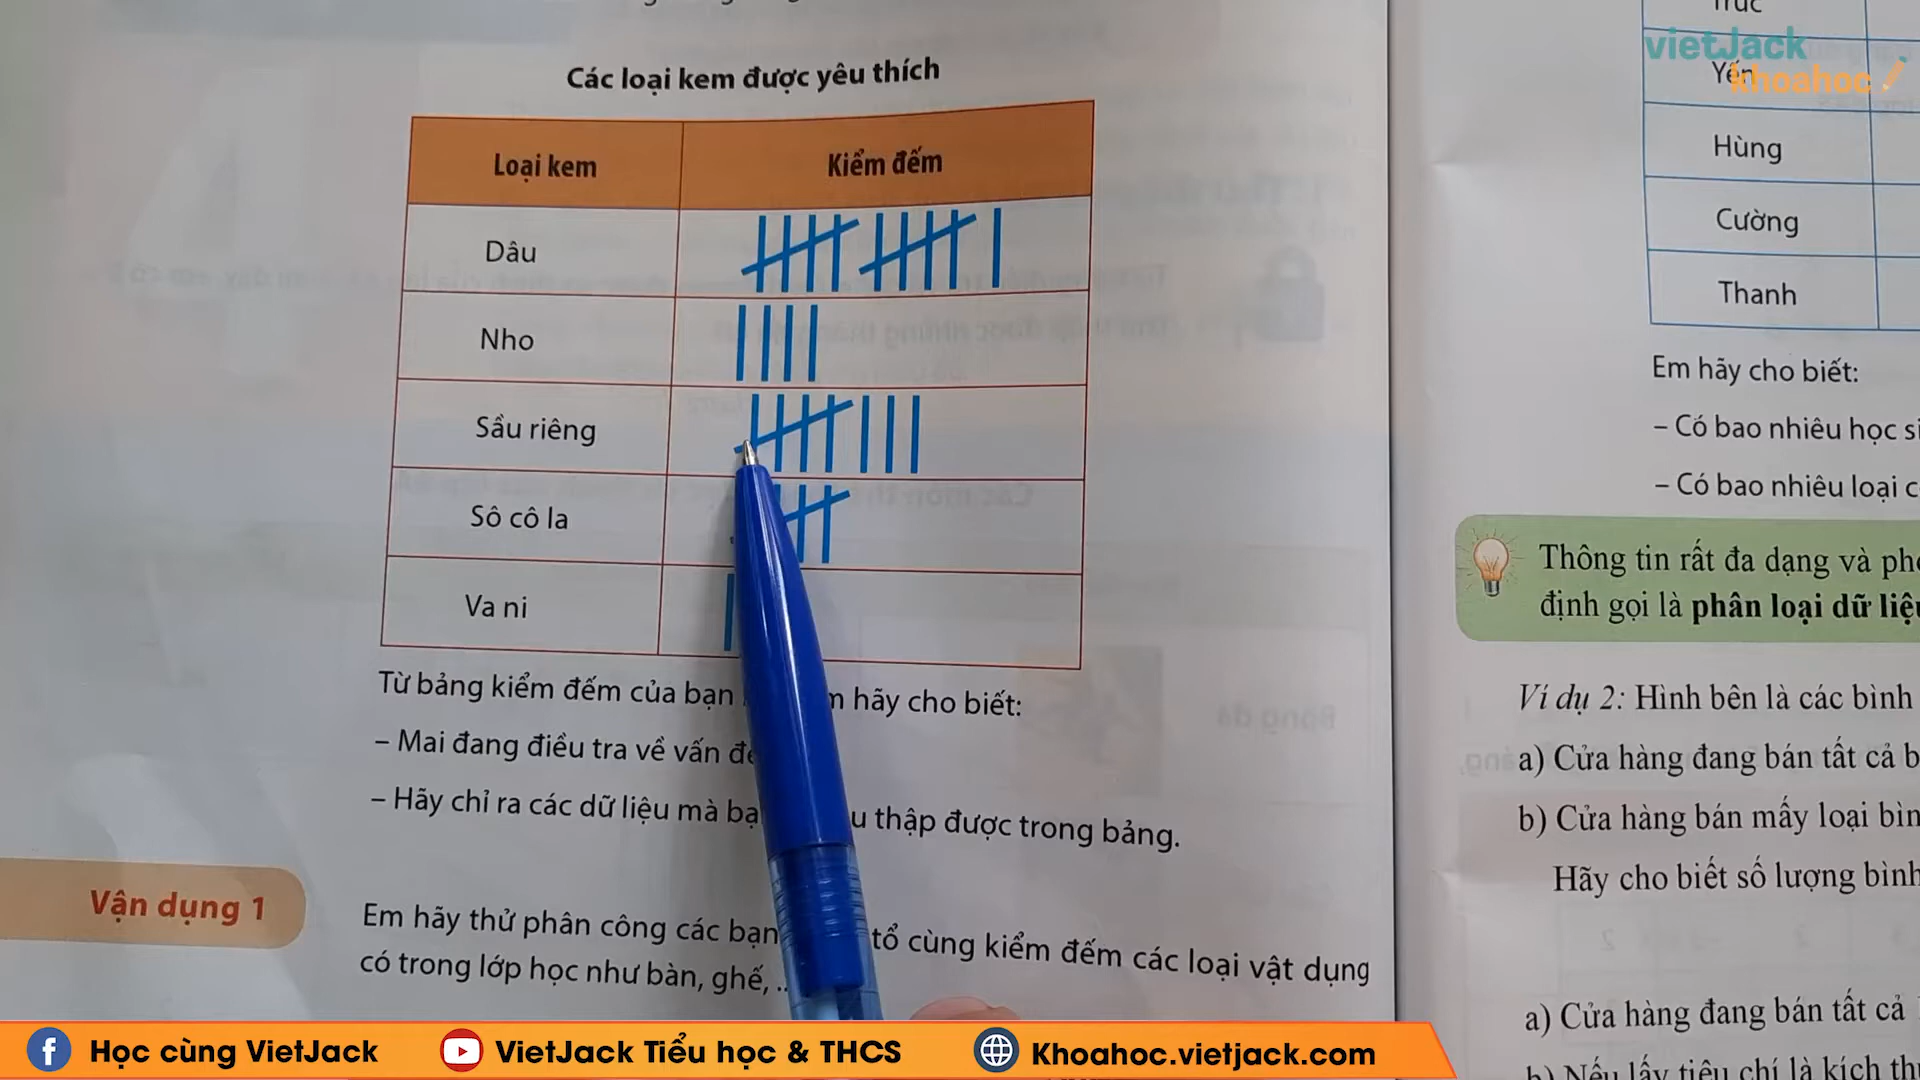 Các loại kem được yêu thích
Loại kem
Kiểm đếm
Dâu
Nho
Sầu riêng
Sô cô la
Va ni
Từ bảng kiểm đếm của bạn hãy cho biết:
– Mai đang điều tra về vấn
– Hãy chỉ ra các dữ liệu mà thập được trong bảng.
Vận dụng 1
Em hãy thử phân công các bạn tổ cùng kiểm đếm các loại vật dụng
có trong lớp học như bàn, ghế, ..
vietJack
khoahoc
Yến
Hùng
Cường
Thanh
Em hãy cho biết:
– Có bao nhiêu học
– Có bao nhiêu loại
Thông tin rất đa dạng và
định gọi là phân loại dữ
Ví dụ 2: Hình bên là các bình
a) Cửa hàng đang bán tất cả
b) Cửa hàng bán mấy loại
Hãy cho biết số lượng bình
a) Cửa hàng đang bán tất cả
b) Nếu lấy tiêu chí là kích
Học cùng VietJack
VietJack Tiểu học & THCS
Khoahoc.vietjack.com